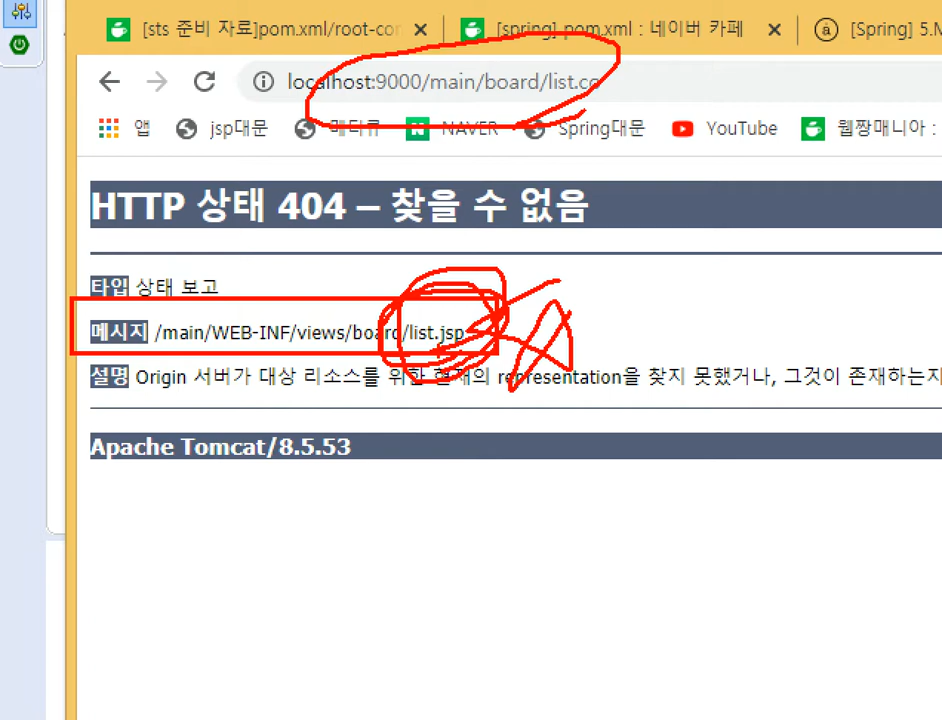 [sts 준비 자료]pom.xml/root-con
[spring] pom.xml : 네이버 카페
[Spring] 5.M
localhost:9000/main/board/list.co
앱
jsp대문
NAVER
Spring대문
YouTube
웹짱매니아 :
HTTP 상태 404 – 찾을 수 없음
타입 상태 보고
메시지 /main/WEB-INF/views/board/list.jsp
설명 Origin 서버가 대상 리소스를 위한 현재의 representation을 찾지 못했거나, 그것이 존재하는지
Apache Tomcat/8.5.53